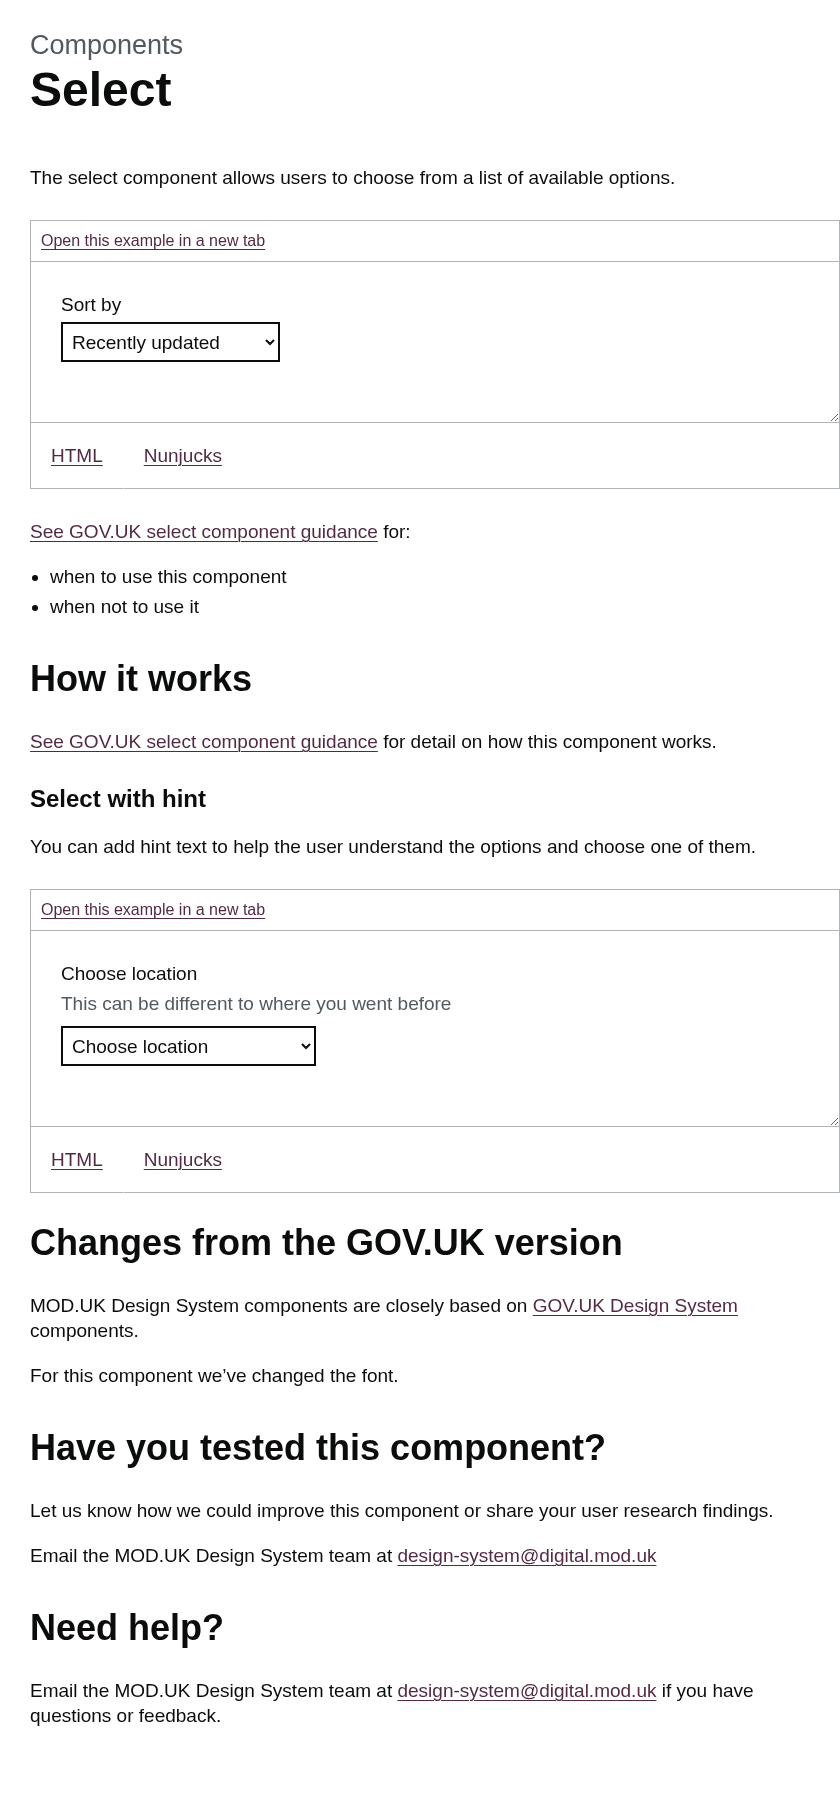 Components
Select
The select component allows users to choose from a list of available options.
Open this example in a new tab
Sort by
Recently updated
HTML Nunjucks
See GOV.UK select component guidance for:
• when to use this component
• when not to use it
How it works
See GOV.UK select component guidance for detail on how this component works.
Select with hint
You can add hint text to help the user understand the options and choose one of them.
Open this example in a new tab
Choose location
This can be different to where you went before
Choose location
HTML Nunjucks
Changes from the GOV.UK version
MOD.UK Design System components are closely based on GOV.UK Design System
components.
For this component we’ve changed the font.
Have you tested this component?
Let us know how we could improve this component or share your user research findings.
Email the MOD.UK Design System team at design-system@digital.mod.uk
Need help?
Email the MOD.UK Design System team at design-system@digital.mod.uk if you have
questions or feedback.